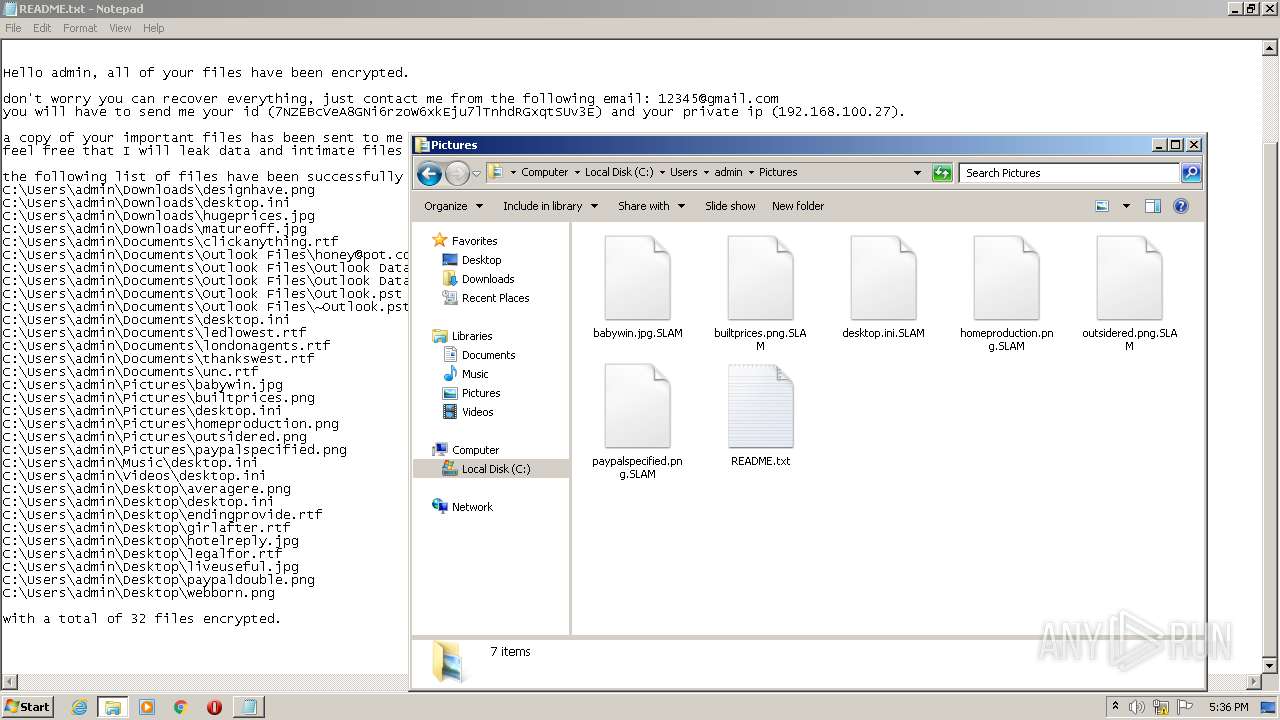 README.txt - Notepad
File Edit Format View Help
Hello admin, all of your files have been encrypted.
don't worry you can recover everything, just contact me from the following email: 12345@gmail.com
you will have to send me your id (7NZEBcVeA8GNi6rzoW6xkEju7lTnhdRGxqtSUv3E) and your private ip (192.168.100.27).
a copy of your important files has been sent to me
feel free that I will leak data and intimate files
the following list of files have been successfully
C:\Users\admin\Downloads\designhave.png
C:\Users\admin\Downloads\desktop.ini
C:\Users\admin\Downloads\hugeprices.jpg
C:\Users\admin\Downloads\matureoff.jpg
C:\Users\admin\Documents\clickanything.rtf
C:\Users\admin\Documents\Outlook Files\honey@pot.co
C:\Users\admin\Documents\Outlook Files\Outlook Data
C:\Users\admin\Documents\Outlook Files\Outlook Data
C:\Users\admin\Documents\Outlook Files\Outlook.pst
C:\Users\admin\Documents\Outlook Files\~Outlook.pst
C:\Users\admin\Documents\desktop.ini
C:\Users\admin\Documents\ledlowest.rtf
C:\Users\admin\Documents\londonagents.rtf
C:\Users\admin\Documents\thankswest.rtf
C:\Users\admin\Documents\unc.rtf
C:\Users\admin\Pictures\babywin.jpg
C:\Users\admin\Pictures\builtprices.png
C:\Users\admin\Pictures\desktop.ini
C:\Users\admin\Pictures\homeproduction.png
C:\Users\admin\Pictures\outsidered.png
C:\Users\admin\Pictures\paypalspecified.png
C:\Users\admin\Music\desktop.ini
C:\Users\admin\Videos\desktop.ini
C:\Users\admin\Desktop\averagere.png
C:\Users\admin\Desktop\desktop.ini
C:\Users\admin\Desktop\endingprovide.rtf
C:\Users\admin\Desktop\girlafter.rtf
C:\Users\admin\Desktop\hotelreply.jpg
C:\Users\admin\Desktop\legalfor.rtf
C:\Users\admin\Desktop\liveuseful.jpg
C:\Users\admin\Desktop\paypaldouble.png
C:\Users\admin\Desktop\webborn.png
with a total of 32 files encrypted.
Pictures
Computer Local Disk (C:) Users admin Pictures
Search Pictures
Organize Include in library Share with Slide show New folder
Favorites
Desktop
Downloads
Recent Places
Libraries
Documents
Music
Pictures
Videos
Computer
Local Disk (C:)
Network
babywin.jpg.SLAM
builtprices.png.SLA
M
desktop.ini.SLAM
homeproduction.pn
g.SLAM
outsidered.png.SLA
M
paypalspecified.pn
g.SLAM
README.txt
7 items
ANY RUN
Start
5:36 PM